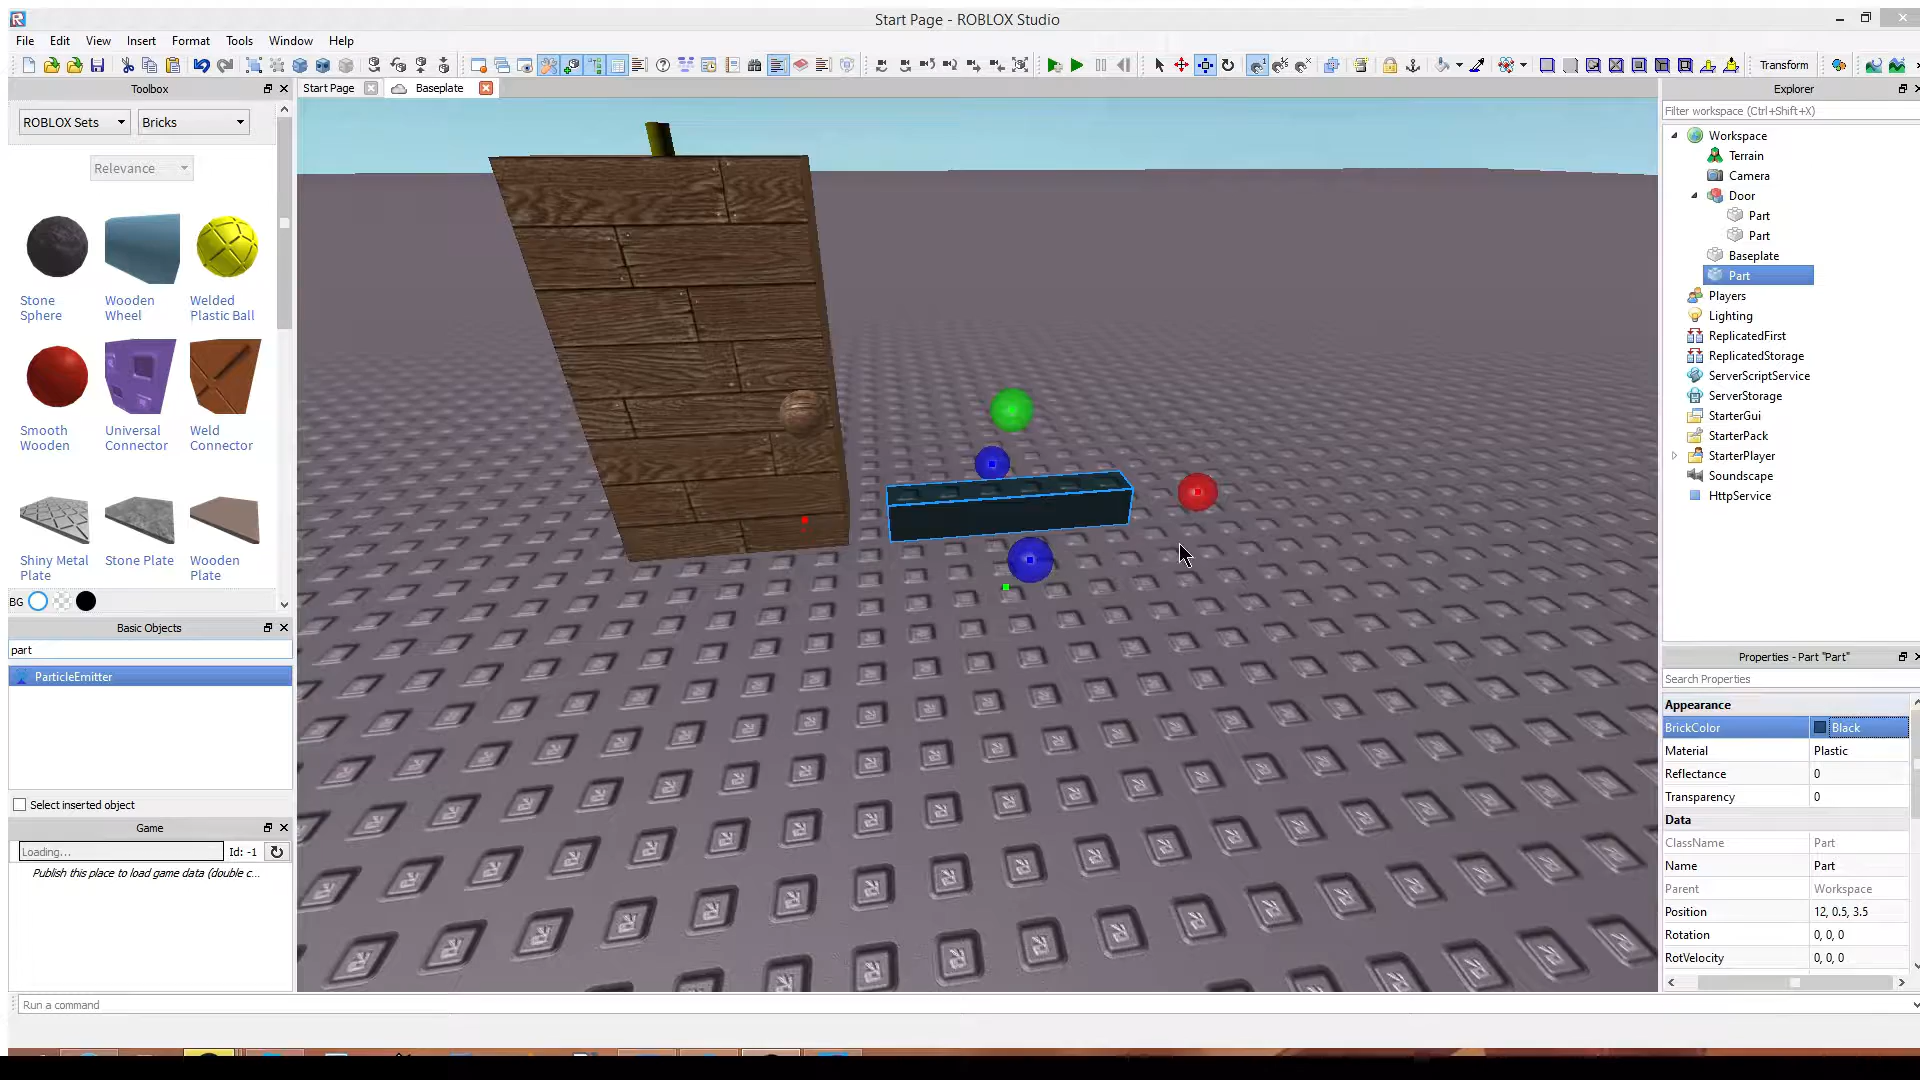 Start Page - ROBLOX Studio
File Edit View Insert Format Tools Window Help
Transform
Toolbox
Start Page
Baseplate
Explorer
ROBLOX Sets
Bricks
Relevance
Stone Sphere
Wooden Wheel
Welded Plastic Ball
Smooth Wooden
Universal Connector
Weld Connector
Shiny Metal Plate
Stone Plate
Wooden Plate
BG
Basic Objects
part
ParticleEmitter
Select inserted object
Game
Loading...
Id: -1
Publish this place to load game data (double c...
Run a command
Filter workspace (Ctrl+Shift+X)
Workspace
Terrain
Camera
Door
Part
Part
Baseplate
Part
Players
Lighting
ReplicatedFirst
ReplicatedStorage
ServerScriptService
ServerStorage
StarterGui
StarterPack
StarterPlayer
Soundscape
HttpService
Properties - Part "Part"
Search Properties
Appearance
BrickColor Black
Material Plastic
Reflectance 0
Transparency 0
Data
ClassName Part
Name Part
Parent Workspace
Position 12, 0.5, 3.5
Rotation 0, 0, 0
RotVelocity 0, 0, 0